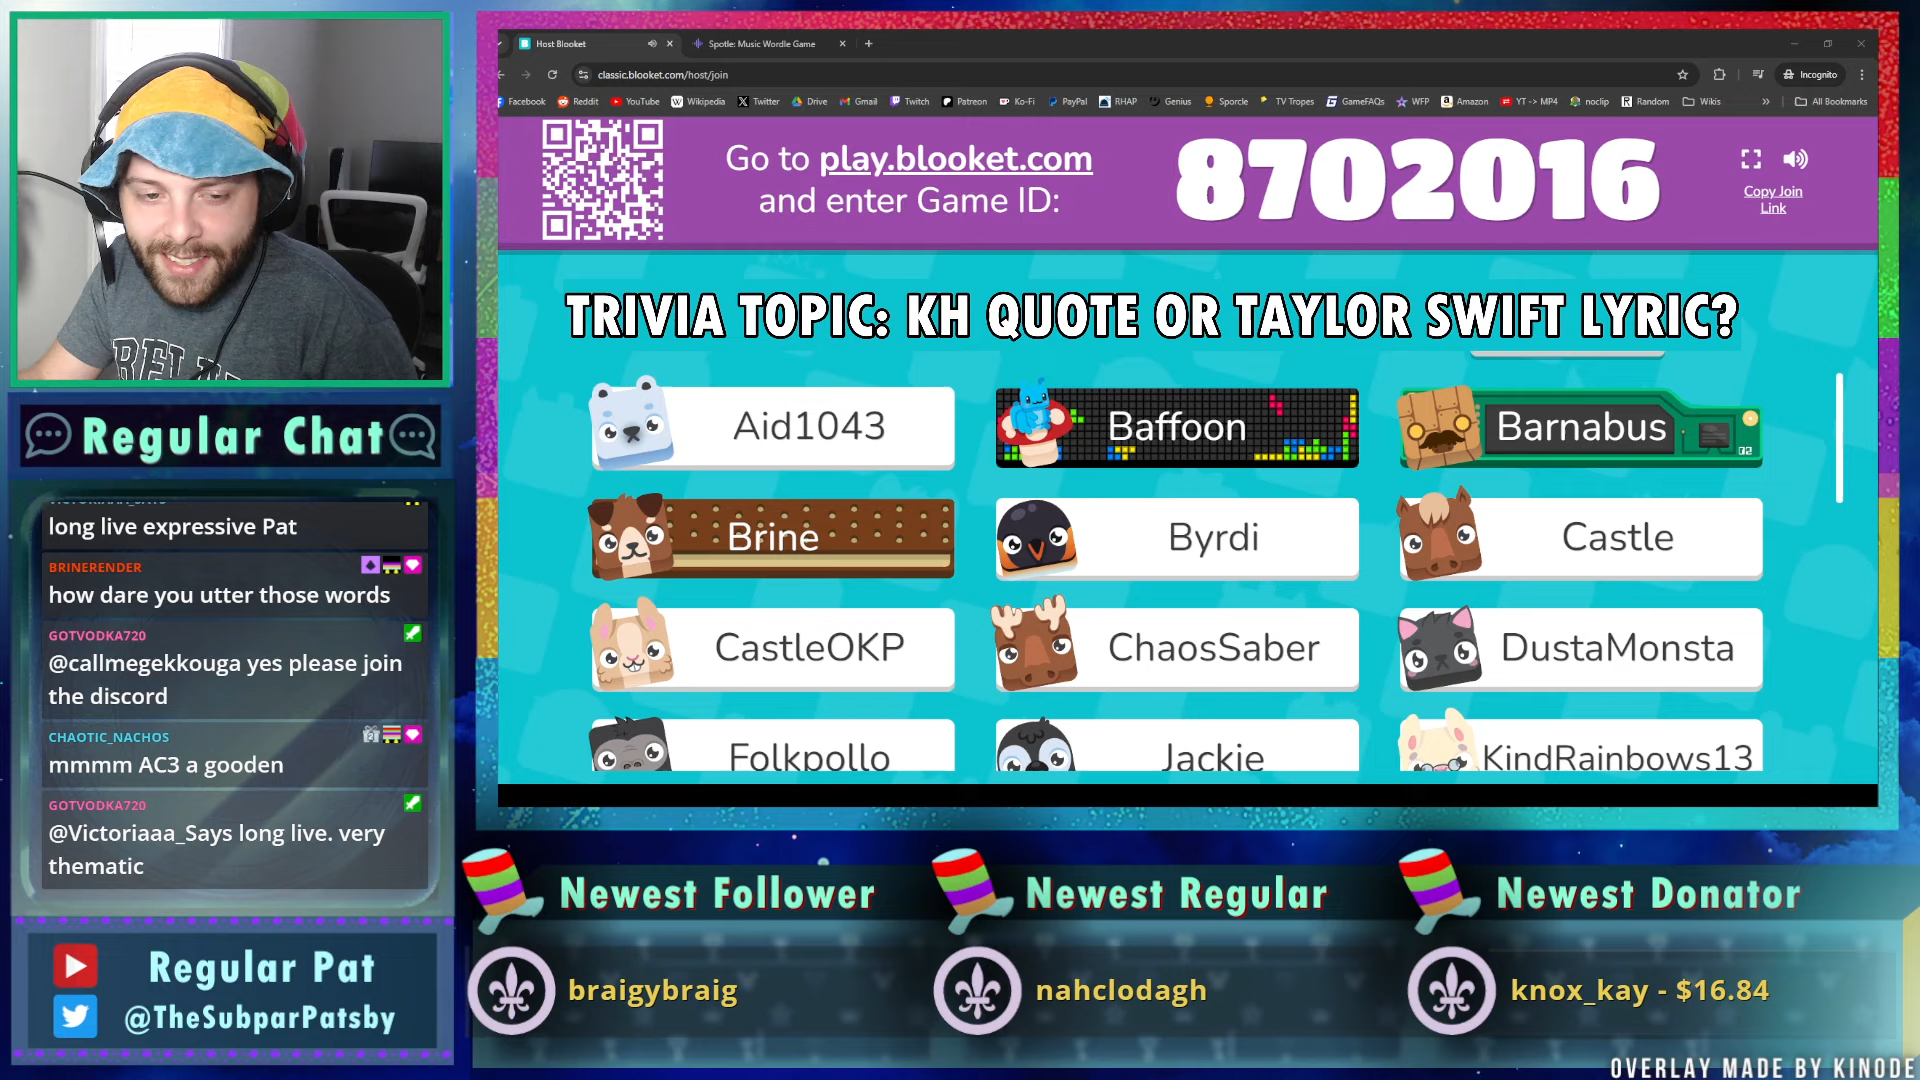 Host Blooket
Spotle: Music Wordle Game
classic.blooket.com/host/join
Incognito
Facebook Reddit YouTube Wikipedia Twitter Drive Gmail Twitch Patreon Ko-Fi PayPal RHAP Genius Sporcle TV Tropes GameFAQs WFP Amazon YT -> MP4 noclip Random Wikis » All Bookmarks
Go to play.blooket.com
and enter Game ID:
8702016
Copy Join
Link
TRIVIA TOPIC: KH QUOTE OR TAYLOR SWIFT LYRIC?
Aid1043
Baffoon
Barnabus
Brine
Byrdi
Castle
CastleOKP
ChaosSaber
DustaMonsta
Folkpollo
Jackie
KindRainbows13
Regular Chat
long live expressive Pat
BRINERENDER
how dare you utter those words
GOTVODKA720
@callmegekkouga yes please join
the discord
CHAOTIC_NACHOS
mmmm AC3 a gooden
GOTVODKA720
@Victoriaaa_Says long live. very
thematic
Regular Pat
@TheSubparPatsby
Newest Follower
braigybraig
Newest Regular
nahclodagh
Newest Donator
knox_kay - $16.84
OVERLAY MADE BY KINODE